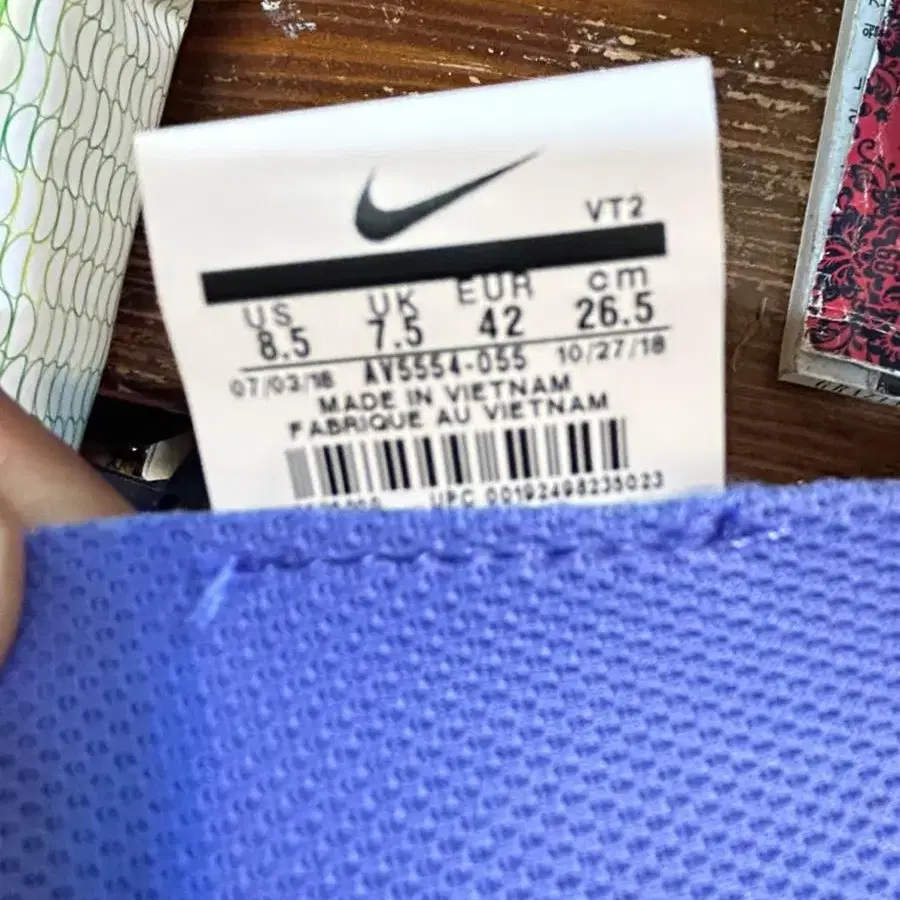 VT2
US UK EUR cm
8.5 7.5 42 26.5
07/03/18 AV5554-055 10/27/18
MADE IN VIETNAM
FABRIQUE AU VIETNAM
UPC 00192498235023